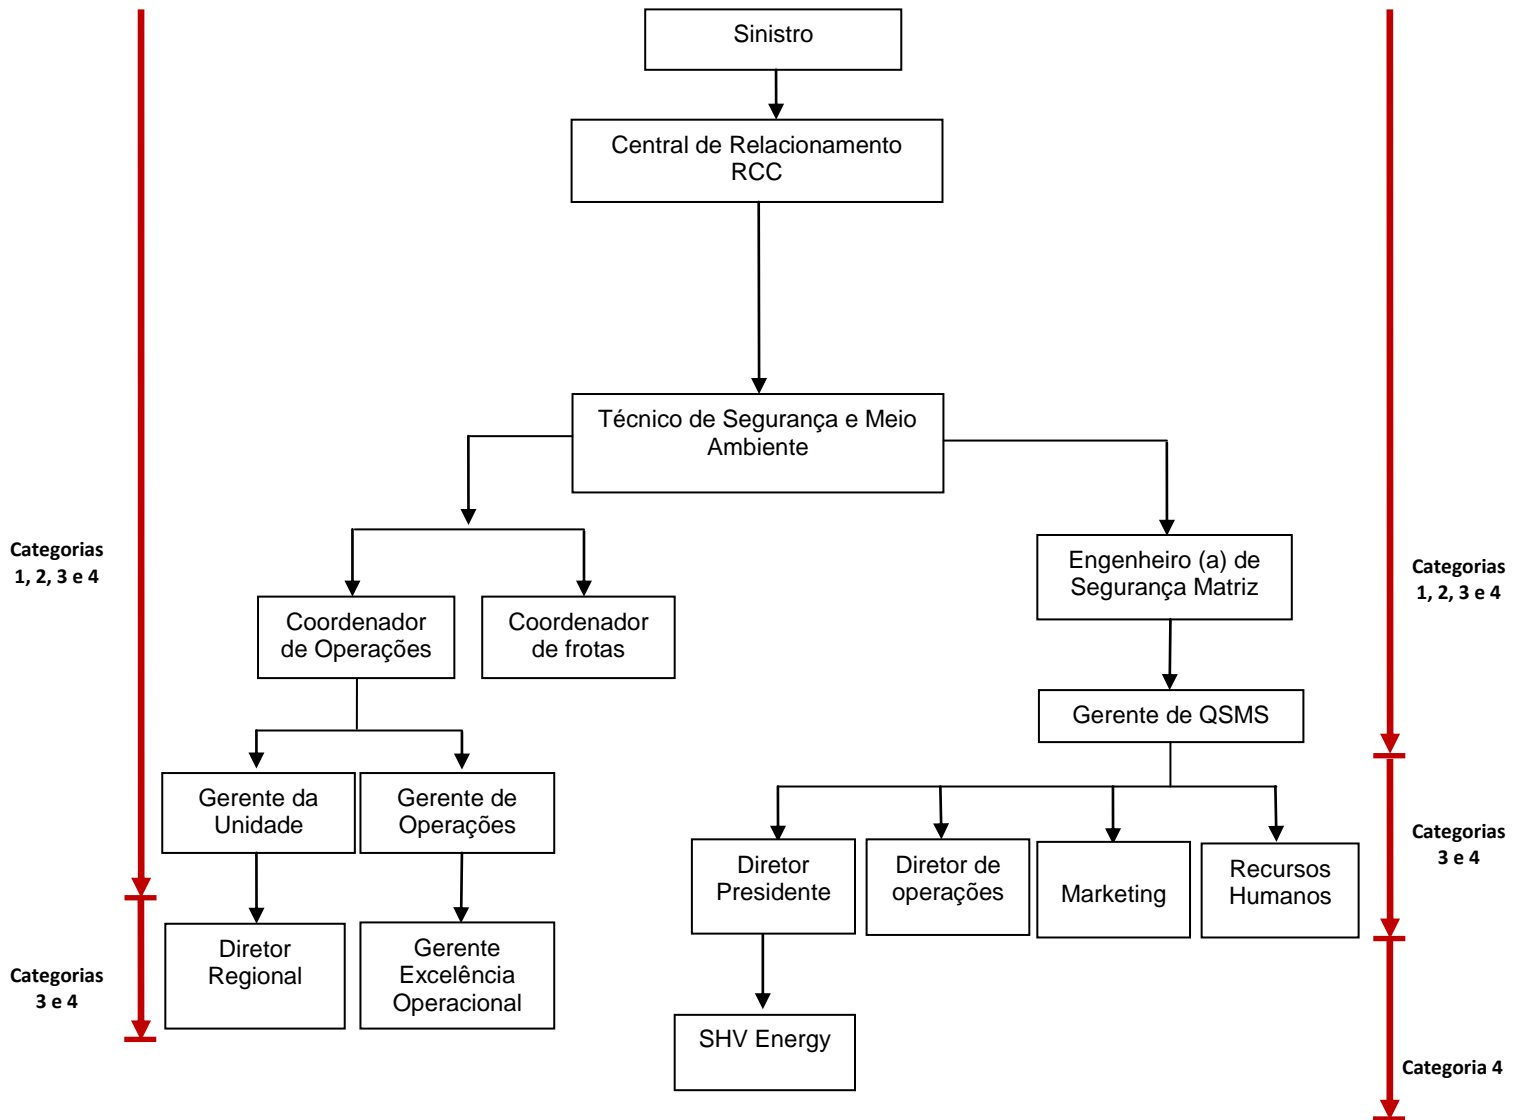 Sinistro
Central de Relacionamento
RCC
Técnico de Segurança e Meio
Ambiente
Categorias
1, 2, 3 e 4
Engenheiro (a) de
Segurança Matriz
Categorias
1, 2, 3 e 4
Coordenador
de Operações
Coordenador
de frotas
Gerente de QSMS
Gerente da
Unidade
Gerente de
Operações
Categorias
3 e 4
Diretor
Presidente
Diretor de
operações
Marketing
Recursos
Humanos
Diretor
Regional
Gerente
Excelência
Operacional
Categorias
3 e 4
SHV Energy
Categoria 4